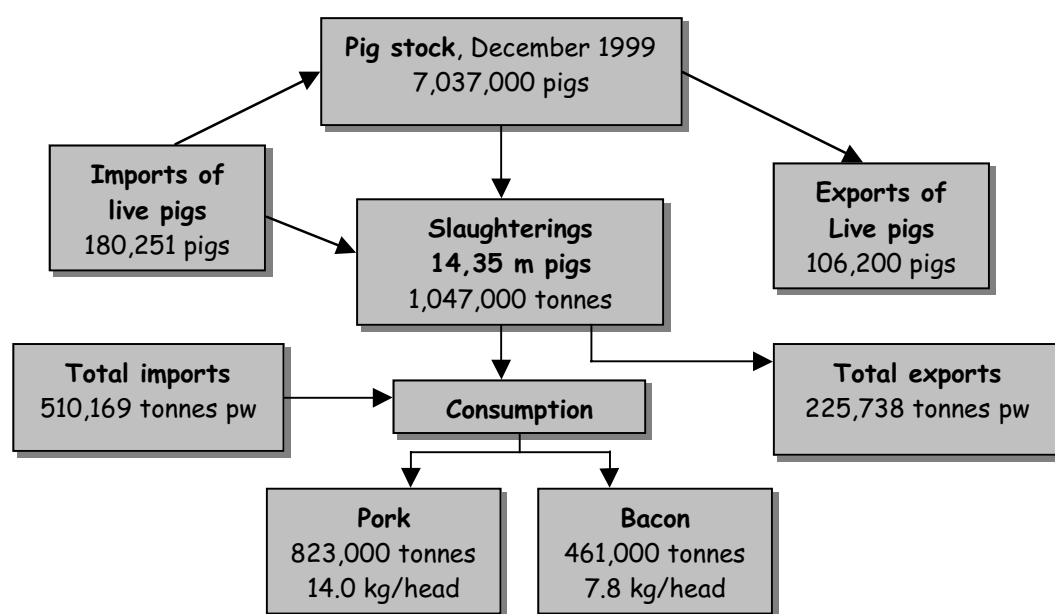 Pig stock, December 1999
7,037,000 pigs
Imports of
live pigs
180,251 pigs
Exports of
Live pigs
106,200 pigs
Slaughterings
14,35 m pigs
1,047,000 tonnes
Total imports
510,169 tonnes pw
Consumption
Total exports
225,738 tonnes pw
Pork
823,000 tonnes
14.0 kg/head
Bacon
461,000 tonnes
7.8 kg/head